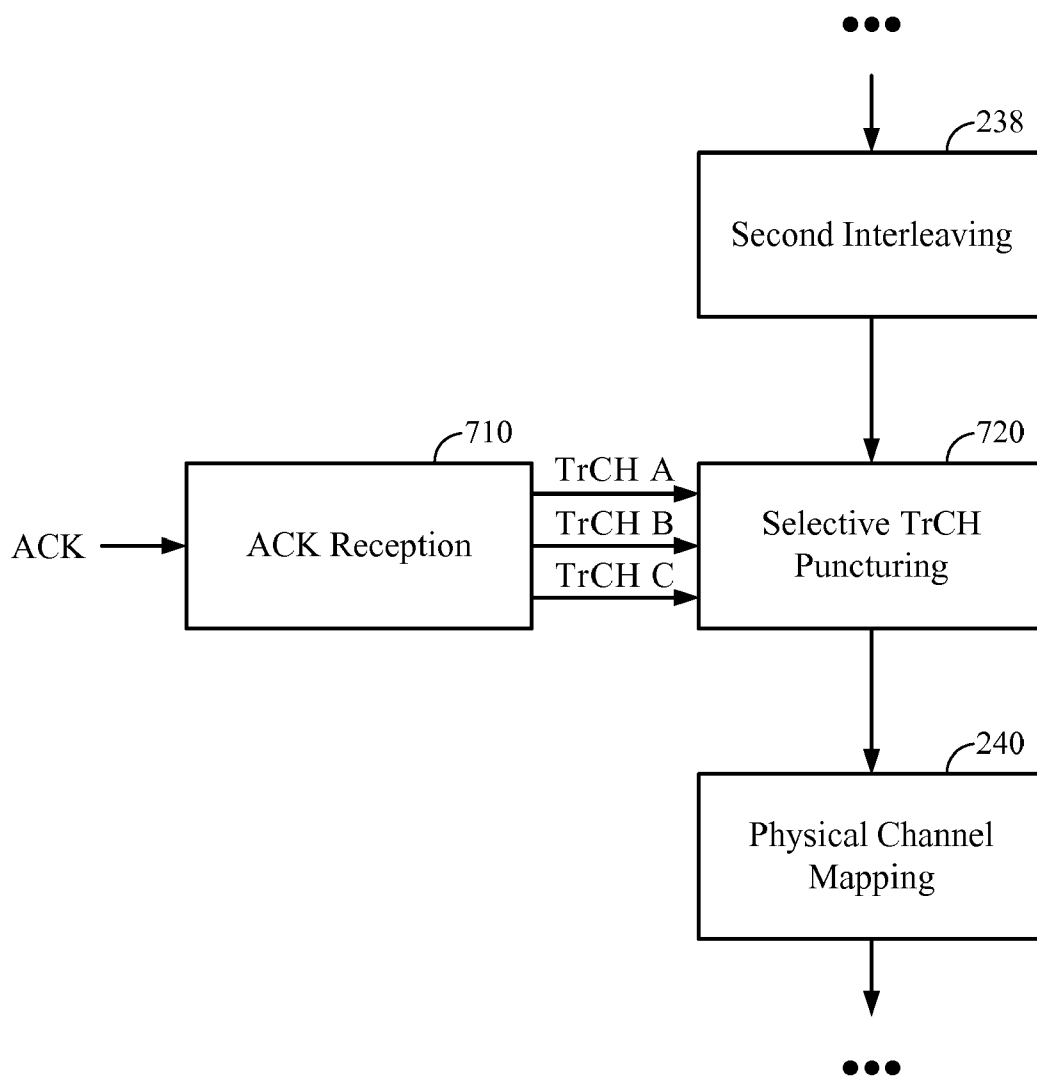 •••
238
Second Interleaving
710
720
ACK
ACK Reception
TrCH A
TrCH B
TrCH C
Selective TrCH
Puncturing
240
Physical Channel
Mapping
•••